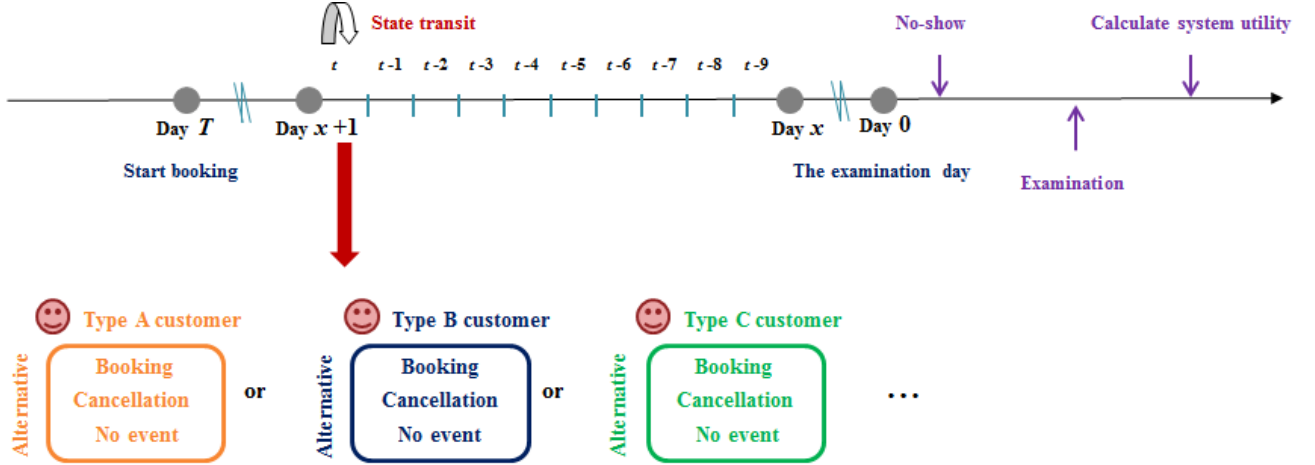 No-show
Calculate system utility
State transit
t
t-1
t-2
t-3
t-4
t-5
t-6
t-7
t-8
t-9
Day T
Day x+1
Day x
Day 0
Start booking
The examination day
Examination
Type A customer
Type B customer
Type C customer
Alternative
Booking
Cancellation
No event
or
Alternative
Booking
Cancellation
No event
or
Alternative
Booking
Cancellation
No event
...